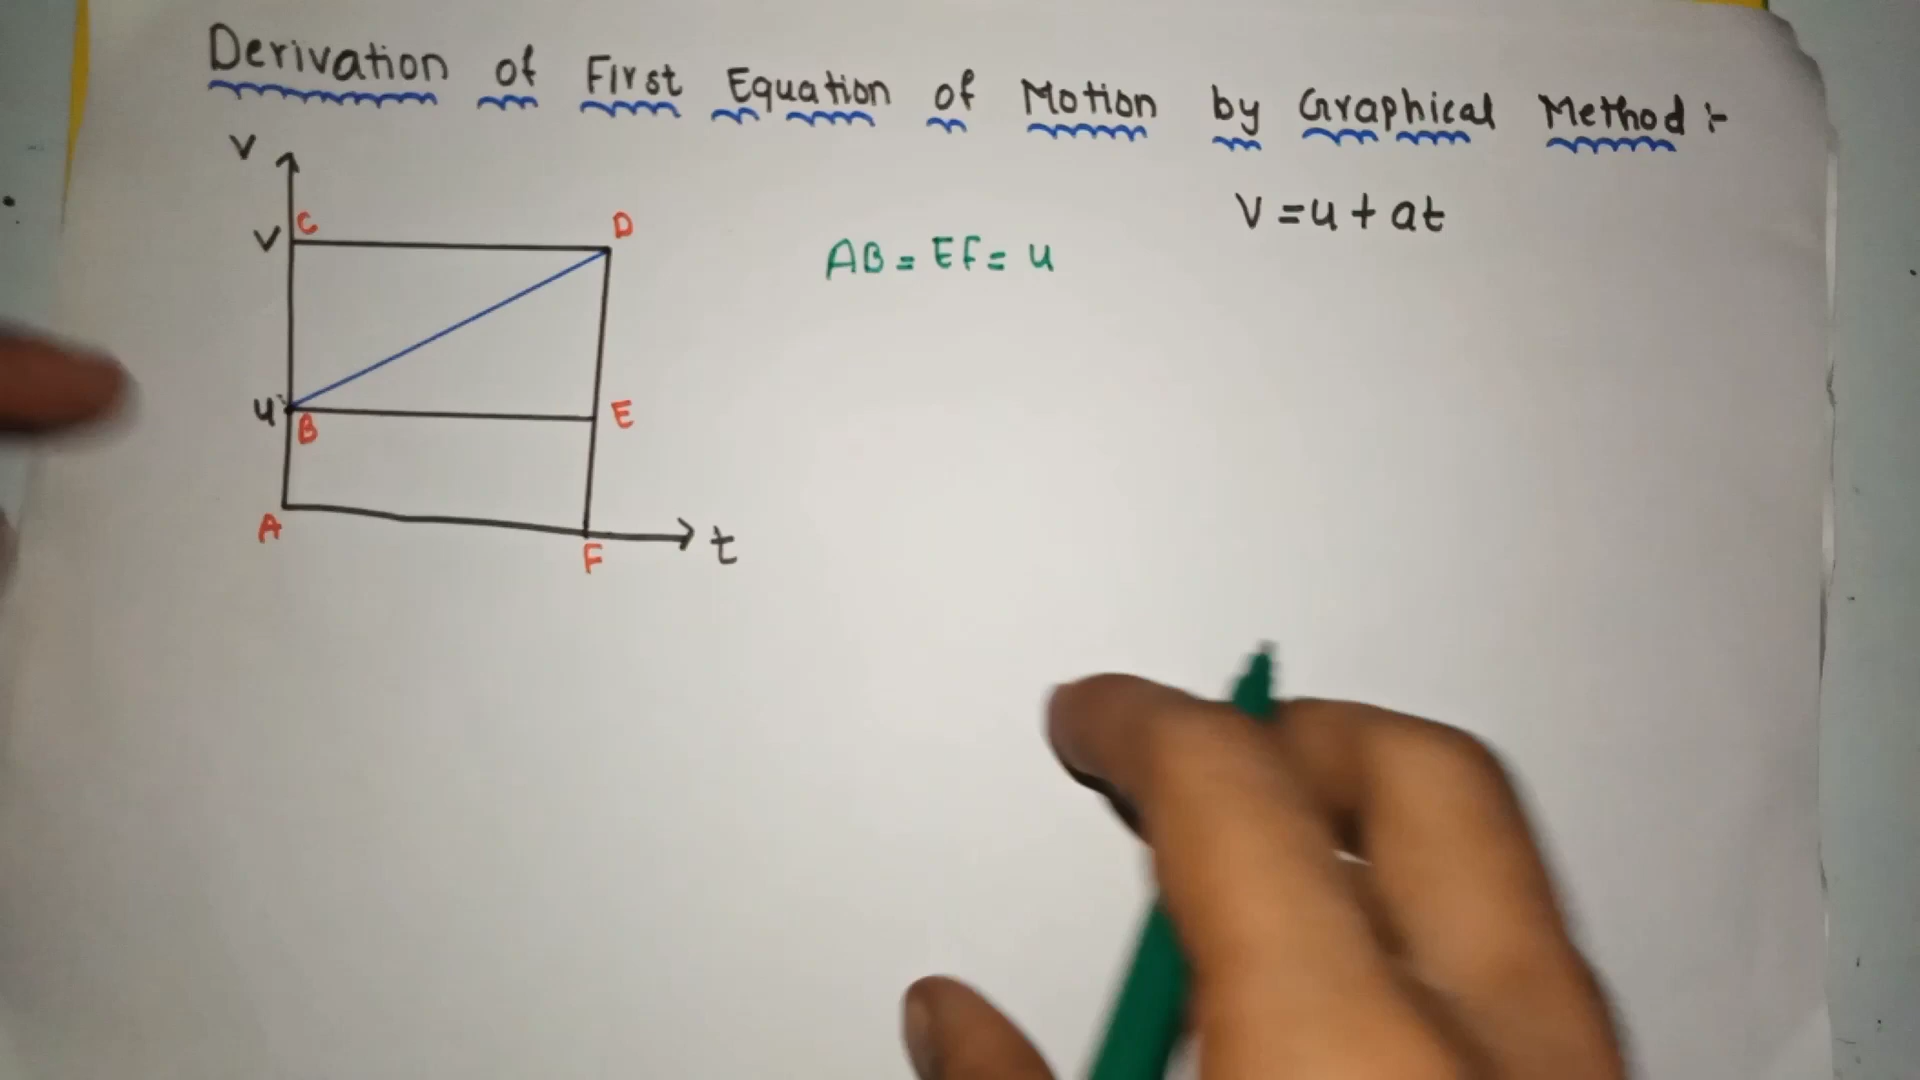 Derivation of First Equation of Motion by Graphical Method :-
V
V = u + at
V C D
AB = EF = u
u B E
A F t